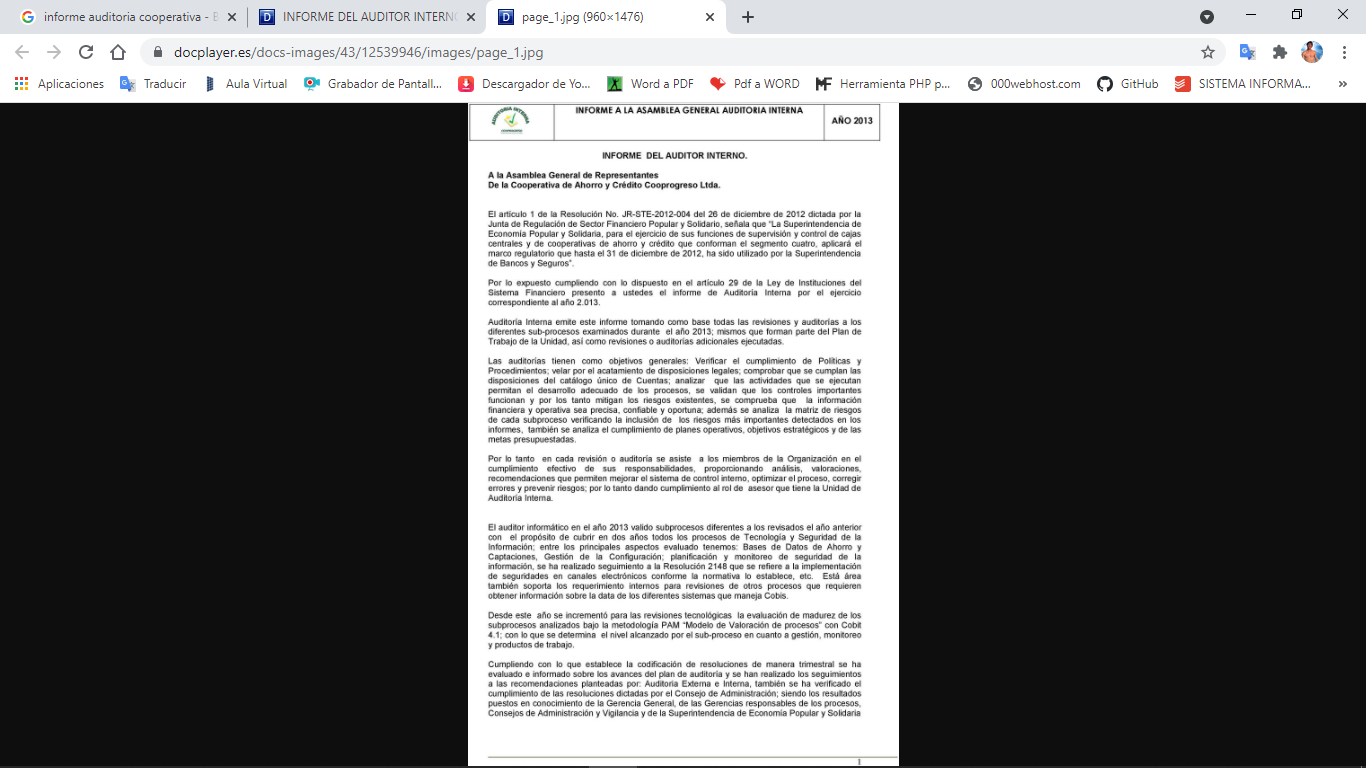 informe auditoria cooperativa - B
INFORME DEL AUDITOR INTERNO
page_1.jpg (960×1476)
docplayer.es/docs-images/43/12539946/images/page_1.jpg
Aplicaciones
Traducir
Aula Virtual
Grabador de Pantall...
Descargador de Yo...
Word a PDF
Pdf a WORD
Herramienta PHP p...
000webhost.com
GitHub
SISTEMA INFORMA...
»
AUDITORIA INTERNA
INFORME A LA ASAMBLEA GENERAL AUDITORIA INTERNA
AÑO 2013
INFORME DEL AUDITOR INTERNO.
A la Asamblea General de Representantes
De la Cooperativa de Ahorro y Crédito Cooprogreso Ltda.
El artículo 1 de la Resolución No. JR-STE-2012-004 del 26 de diciembre de 2012 dictada por la
Junta de Regulación de Sector Financiero Popular y Solidario, señala que “La Superintendencia de
Economía Popular y Solidaria, para el ejercicio de sus funciones de supervisión y control de cajas
centrales y de cooperativas de ahorro y crédito que conforman el segmento cuatro, aplicará el
marco regulatorio que hasta el 31 de diciembre de 2012, ha sido utilizado por la Superintendencia
de Bancos y Seguros”.
Por lo expuesto cumpliendo con lo dispuesto en el artículo 29 de la Ley de Instituciones del
Sistema Financiero presento a ustedes el informe de Auditoría Interna por el ejercicio
correspondiente al año 2.013.
Auditoría Interna emite este informe tomando como base todas las revisiones y auditorías a los
diferentes sub-procesos examinados durante el año 2013; mismos que forman parte del Plan de
Trabajo de la Unidad, así como revisiones o auditorías adicionales ejecutadas.
Las auditorías tienen como objetivos generales: Verificar el cumplimiento de Políticas y
Procedimientos; velar por el acatamiento de disposiciones legales; comprobar que se cumplan las
disposiciones del catálogo único de Cuentas; analizar que las actividades que se ejecutan
permitan el desarrollo adecuado de los procesos, se validan que los controles importantes
funcionan y por los tanto mitigan los riesgos existentes, se comprueba que la información
financiera y operativa sea precisa, confiable y oportuna; además se analiza la matriz de riesgos
de cada subproceso verificando la inclusión de los riesgos más importantes detectados en los
informes, también se analiza el cumplimiento de planes operativos, objetivos estratégicos y de las
metas presupuestadas.
Por lo tanto en cada revisión o auditoría se asiste a los miembros de la Organización en el
cumplimiento efectivo de sus responsabilidades, proporcionando análisis, valoraciones,
recomendaciones que permiten mejorar el sistema de control interno, optimizar el proceso, corregir
errores y prevenir riesgos; por lo tanto dando cumplimiento al rol de asesor que tiene la Unidad de
Auditoría Interna.
El auditor informático en el año 2013 valido subprocesos diferentes a los revisados el año anterior
con el propósito de cubrir en dos años todos los procesos de Tecnología y Seguridad de la
Información; entre los principales aspectos evaluado tenemos: Bases de Datos de Ahorro y
Captaciones, Gestión de la Configuración; planificación y monitoreo de seguridad de la
información, se ha realizado seguimiento a la Resolución 2148 que se refiere a la implementación
de seguridades en canales electrónicos conforme la normativa lo establece, etc. Está área
también soporta los requerimiento internos para revisiones de otros procesos que requieren
obtener información sobre la data de los diferentes sistemas que maneja Cobis.
Desde este año se incrementó para las revisiones tecnológicas la evaluación de madurez de los
subprocesos analizados bajo la metodología PAM “Modelo de Valoración de procesos” con Cobit
4.1; con lo que se determina el nivel alcanzado por el sub-proceso en cuanto a gestión, monitoreo
y productos de trabajo.
Cumpliendo con lo que establece la codificación de resoluciones de manera trimestral se ha
evaluado e informado sobre los avances del plan de auditoría y se han realizado los seguimientos
a las recomendaciones planteadas por: Auditoria Externa e Interna, también se ha verificado el
cumplimiento de las resoluciones dictadas por el Consejo de Administración; siendo los resultados
puestos en conocimiento de la Gerencia General, de las Gerencias responsables de los procesos,
Consejos de Administración y Vigilancia y de la Superintendencia de Economía Popular y Solidaria
1